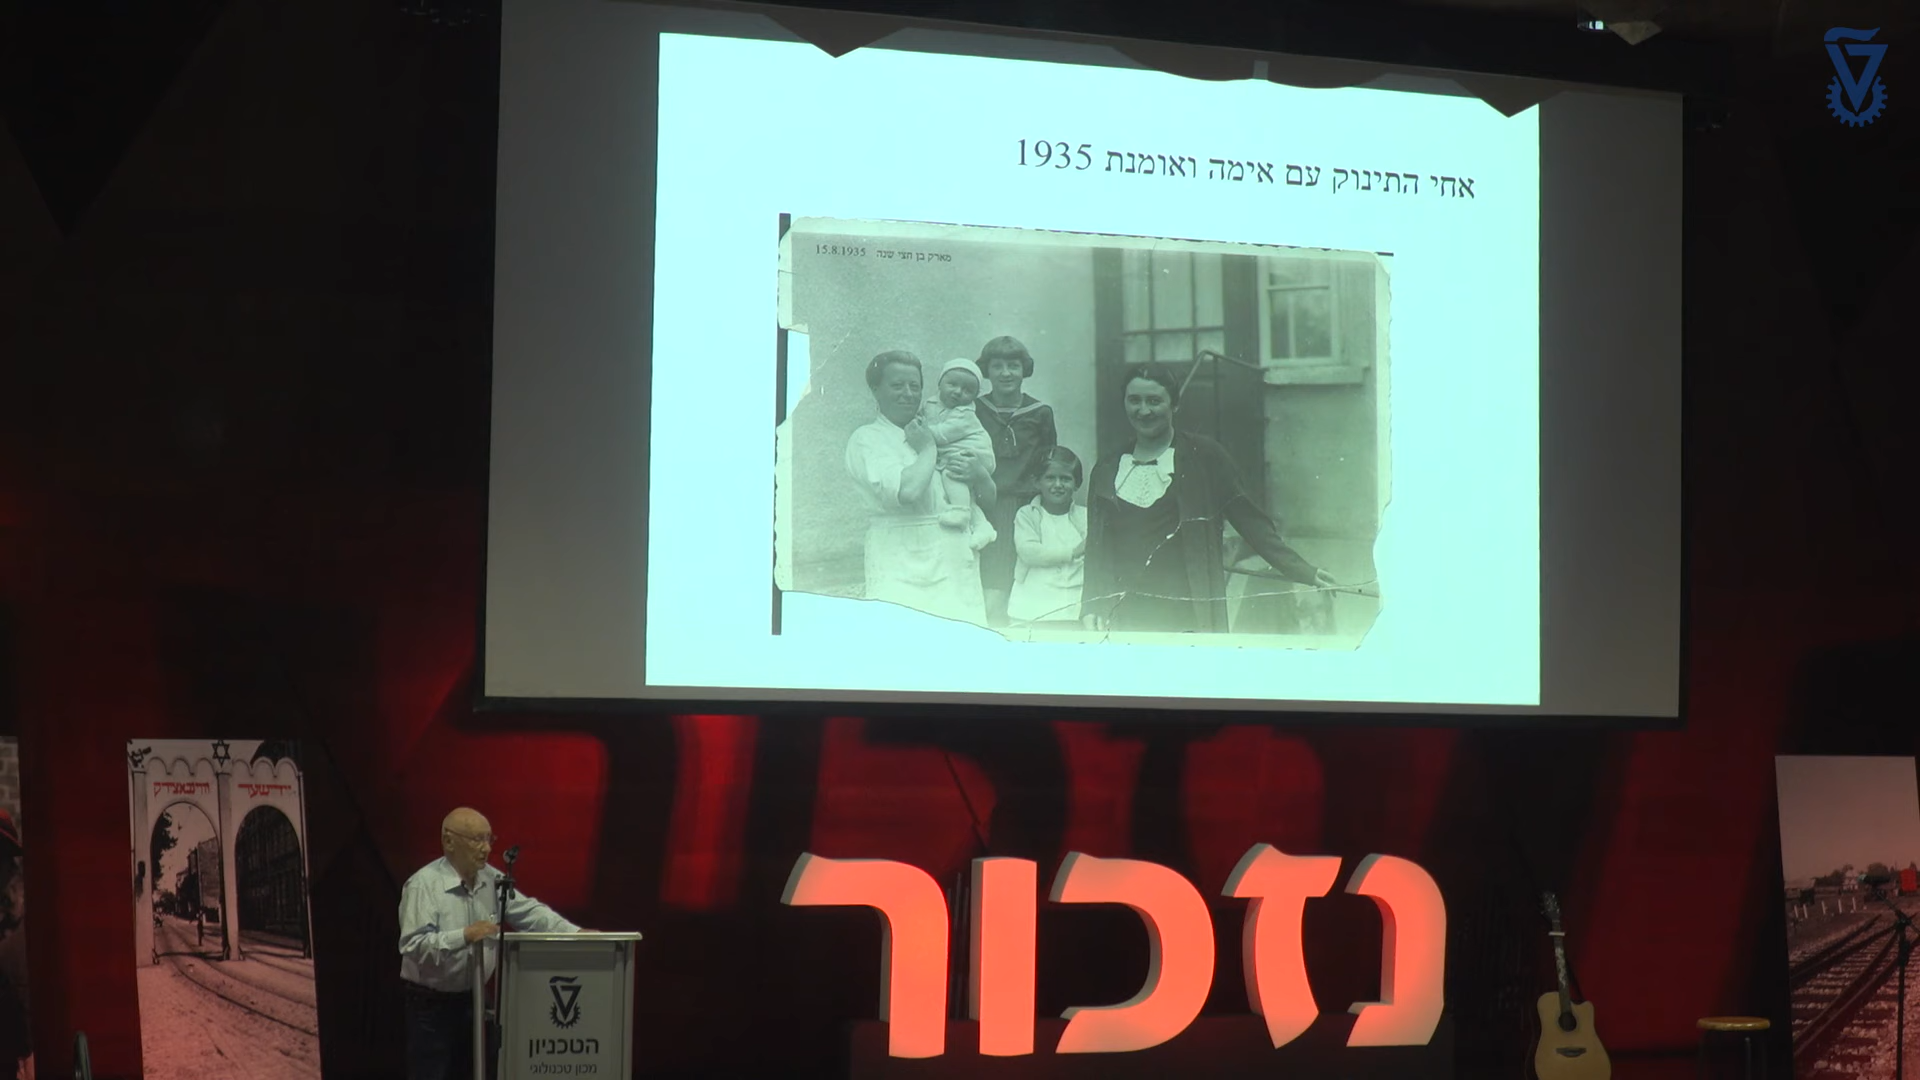 אחי התינוק עם אימה ואומנת 1935
מארק בן חצי שנה 15.8.1935
נזכור
הטכניון
מכון טכנולוגי